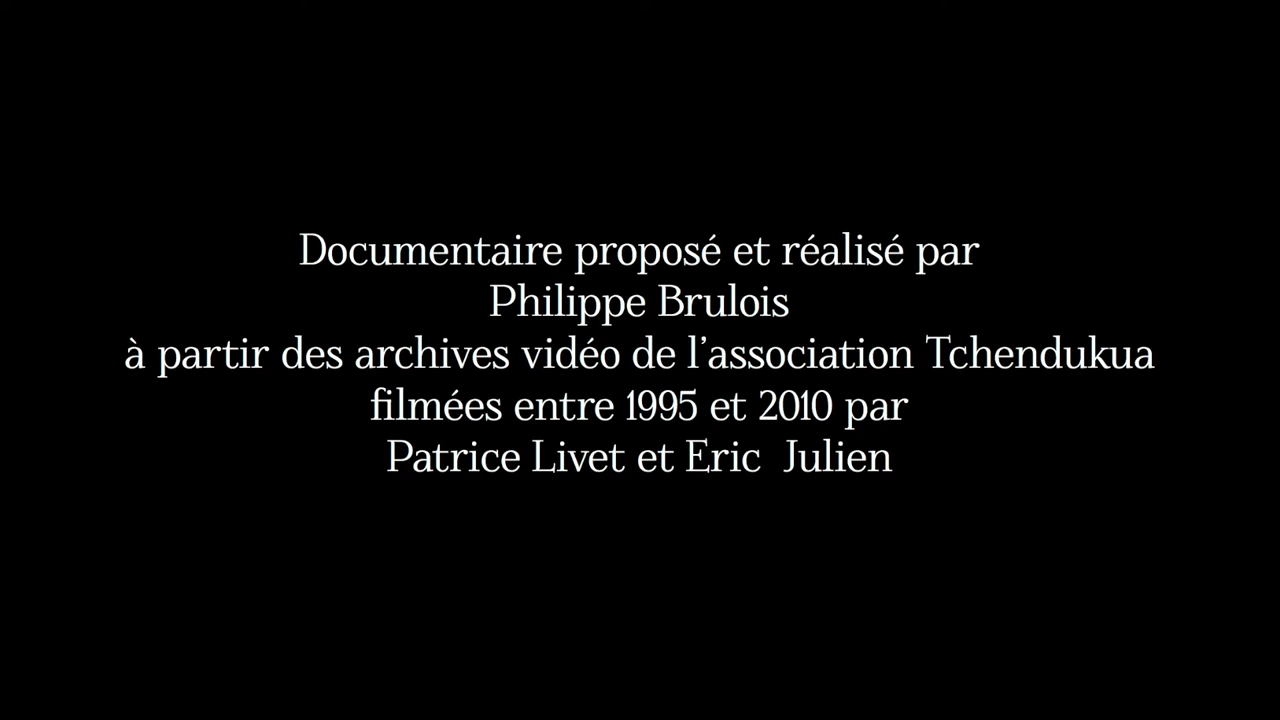 Documentaire proposé et réalisé par
Philippe Brulois
à partir des archives vidéo de l’association Tchendukua
filmées entre 1995 et 2010 par
Patrice Livet et Eric  Julien